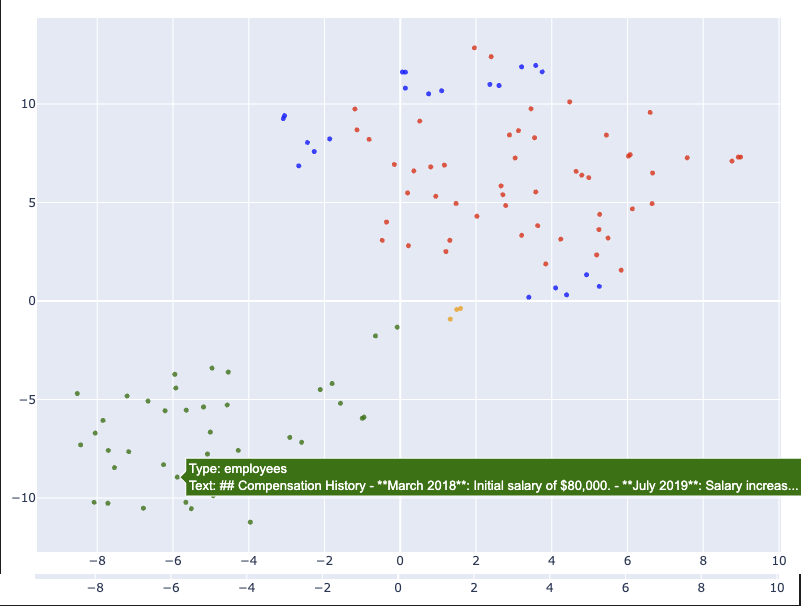 10
5
0
−5
Type: employees
Text: ## Compensation History - **March 2018**: Initial salary of $80,000. - **July 2019**: Salary increas...
−10
−8 −6 −4 −2 0 2 4 6 8 10
−8 −6 −4 −2 0 2 4 6 8 10